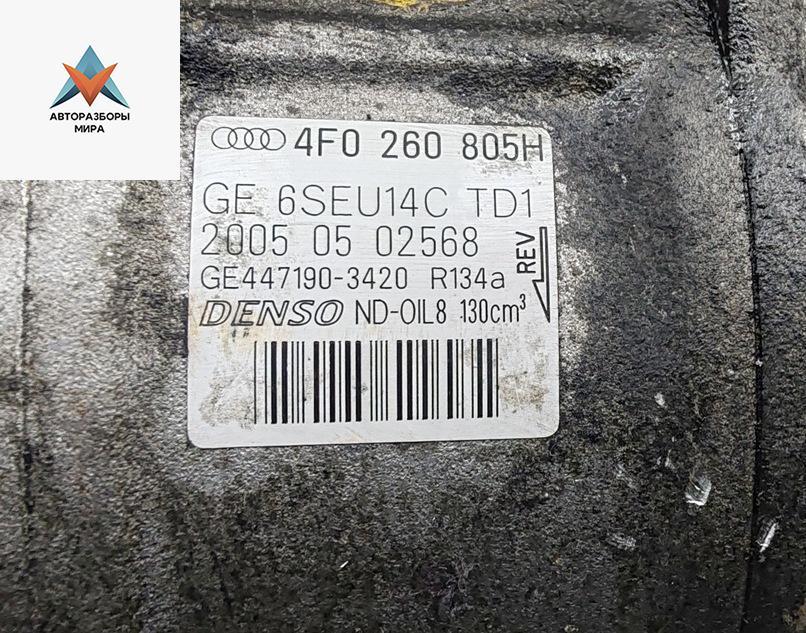 АВТОРАЗБОРЫ
МИРА
4F0 260 805H
GE 6SEU14C TD1
2005 05 02568
REV
GE447190-3420 R134a
DENSO ND-OIL8 130cm³